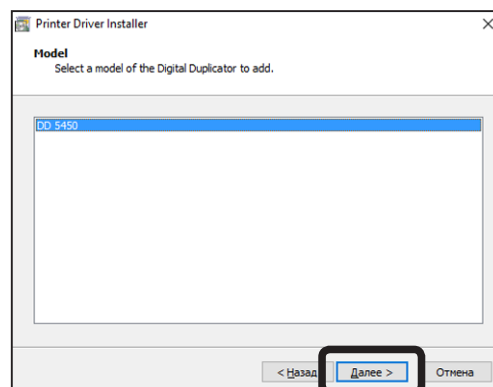 Printer Driver Installer
Model
Select a model of the Digital Duplicator to add.
DD 5450
< Назад
Далее >
Отмена